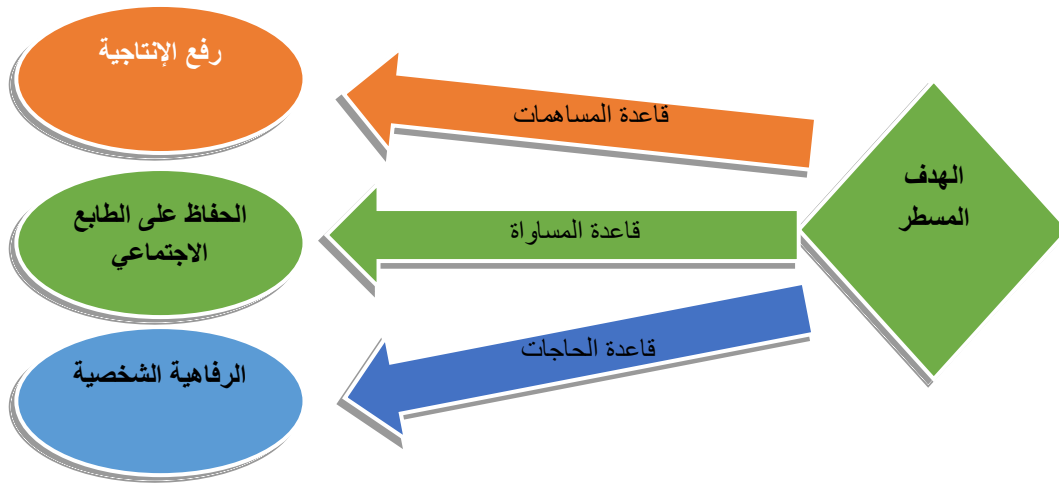 الهدف
المسطر
قاعدة المساهمات
رفع الإنتاجية
قاعدة المساواة
الحفاظ على الطابع
الاجتماعي
قاعدة الحاجات
الرفاهية الشخصية